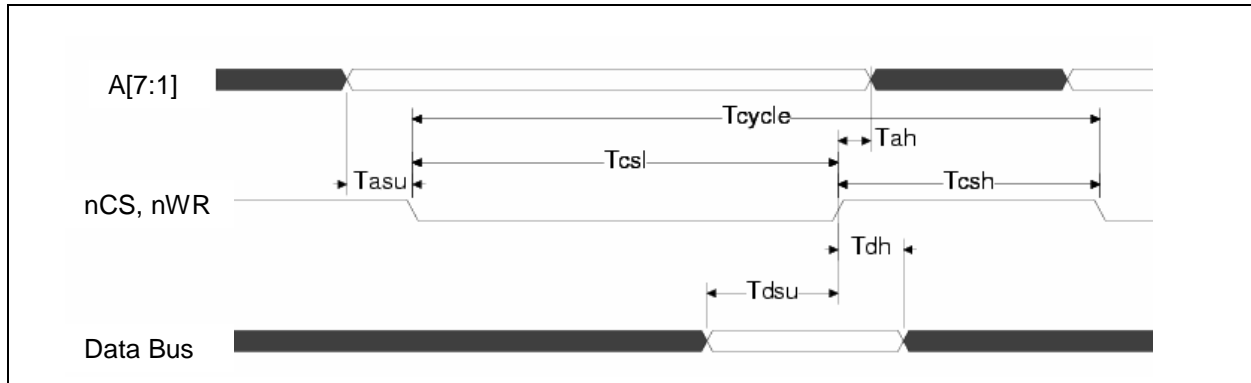 A[7:1]
Tcycle
Tah
Tcsl
Tasu
Tcsh
nCS, nWR
Tdh
Tdsu
Data Bus